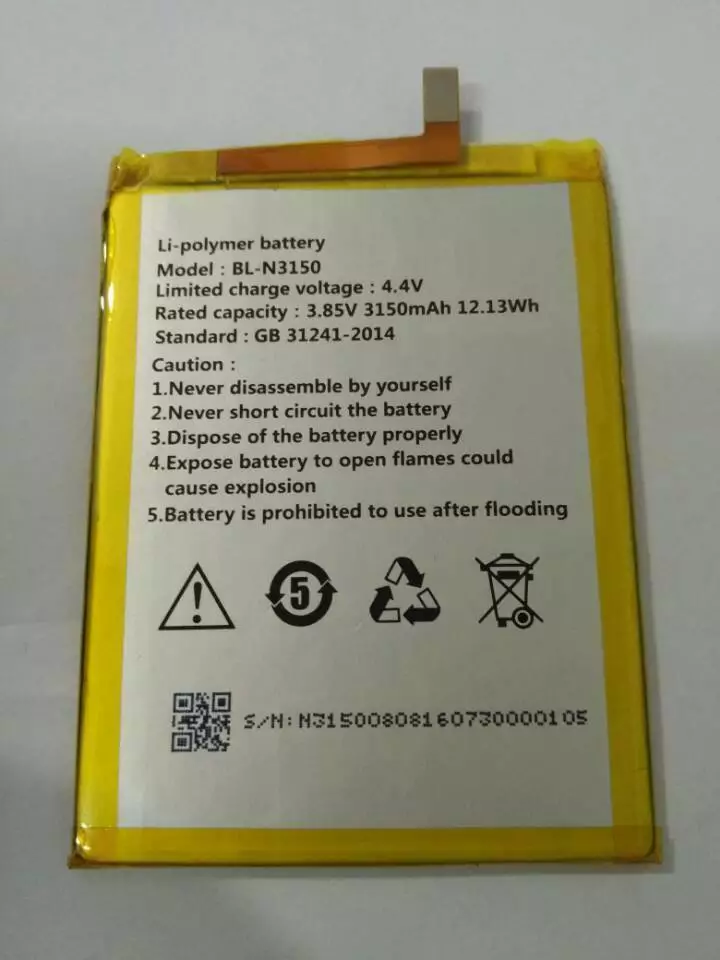 Li-polymer battery
Model : BL-N3150
Limited charge voltage : 4.4V
Rated capacity : 3.85V 3150mAh 12.13Wh
Standard : GB 31241-2014
Caution :
1.Never disassemble by yourself
2.Never short circuit the battery
3.Dispose of the battery properly
4.Expose battery to open flames could
cause explosion
5.Battery is prohibited to use after flooding
5
S/N: N31500808160730000105